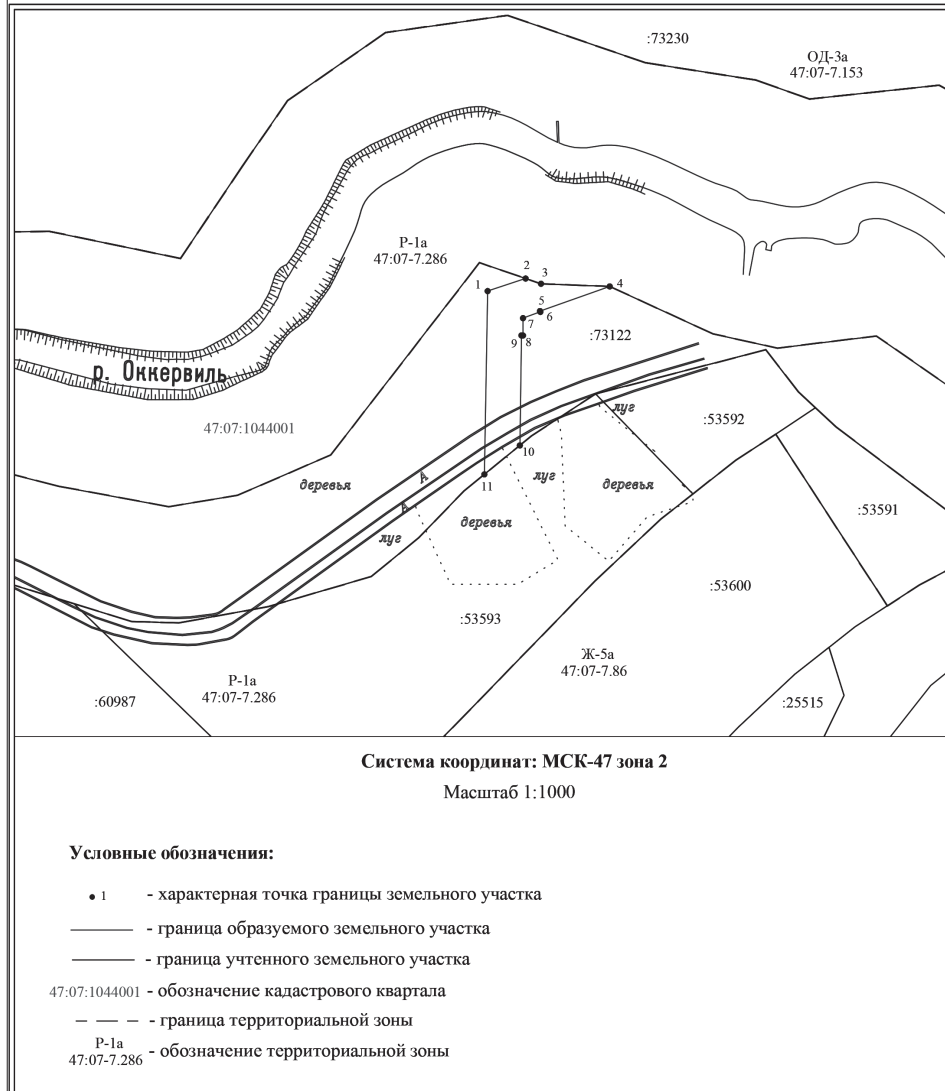 :73230
ОД-3а
47:07-7.153
Р-1а
47:07-7.286
1
2
3
4
5
6
7
8
9
:73122
р. Оккервиль
47:07:1044001
луг
:53592
10
11
деревья
А
луг
деревья
А
деревья
луг
:53591
:53593
:53600
Ж-5а
47:07-7.86
Р-1а
47:07-7.286
:60987
:25515
Система координат: МСК-47 зона 2
Масштаб 1:1000
Условные обозначения:
1 - характерная точка границы земельного участка
- граница образуемого земельного участка
- граница учтенного земельного участка
47:07:1044001 - обозначение кадастрового квартала
- граница территориальной зоны
Р-1а
47:07-7.286 - обозначение территориальной зоны